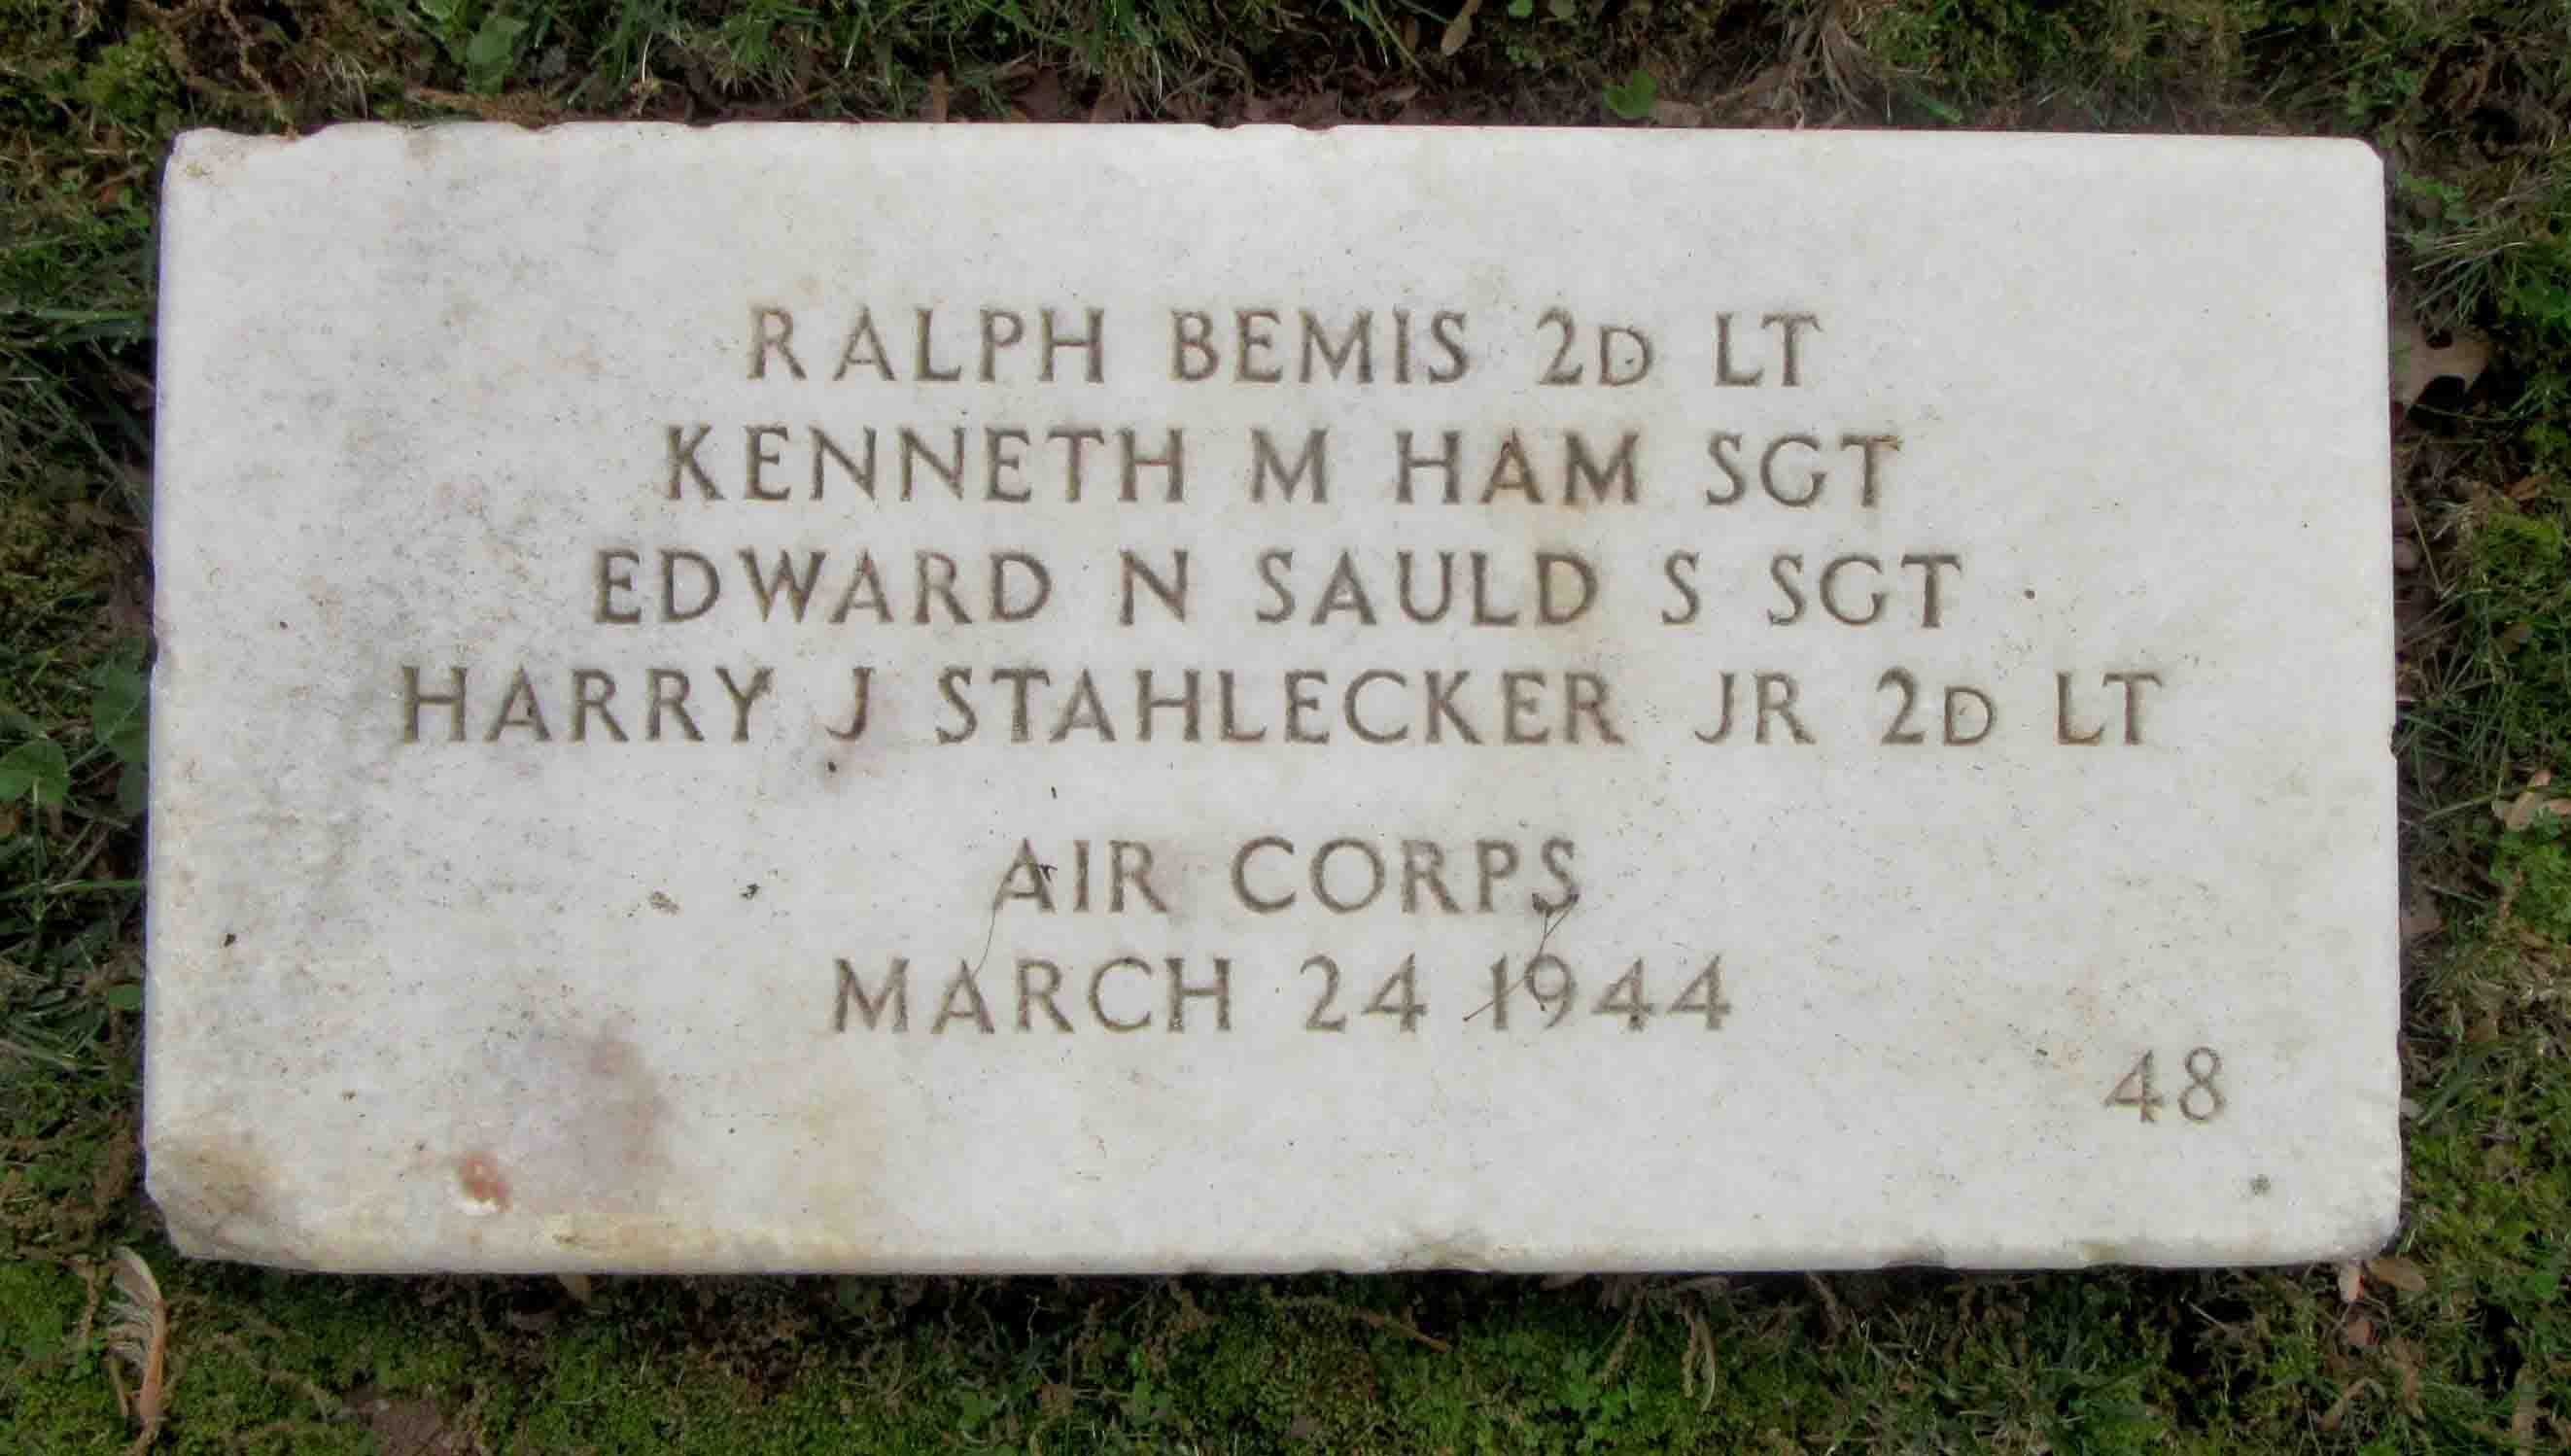 RALPH BEMIS 2D LT
KENNETH M HAM SGT
EDWARD N SAULD S SGT
HARRY J STAHLECKER JR 2D LT
AIR CORPS
MARCH 24 1944
48